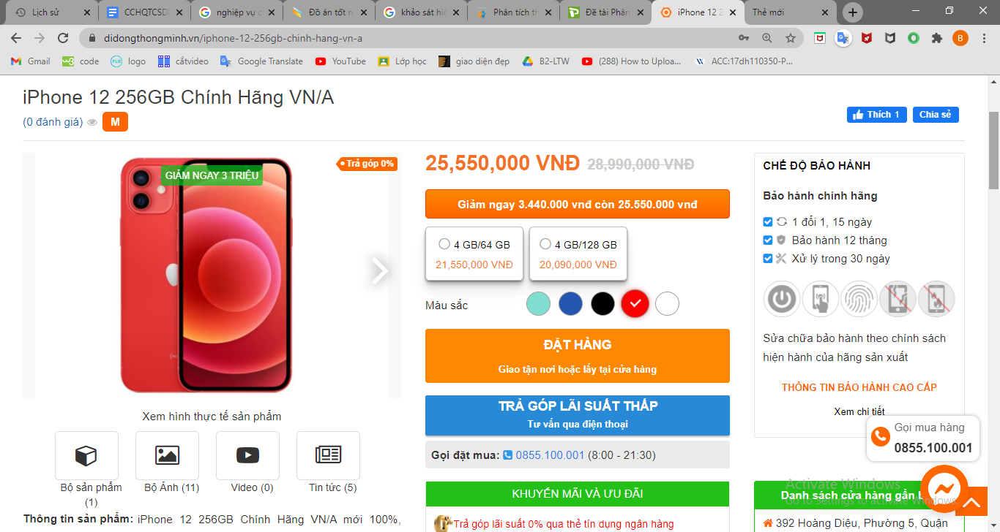 Lịch sử
CCHQTCSD
nghiệp vụ c
Đồ án tốt n
khảo sát hiệ
Phân tích th
Đề tài Phân
iPhone 12 2
Thẻ mới
didongthongminh.vn/iphone-12-256gb-chinh-hang-vn-a
B
Gmail
code
logo
cắtvideo
Google Translate
YouTube
Lớp học
giao diện đẹp
B2-LTW
(288) How to Uploa...
ACC:17dh110350-P...
iPhone 12 256GB Chính Hãng VN/A
(0 đánh giá)
M
Thích 1
Chia sẻ
GIẢM NGAY 3 TRIỆU
Trả góp 0%
Xem hình thực tế sản phẩm
Bộ sản phẩm
(1)
Bộ Ảnh (11)
Video (0)
Tin tức (5)
Thông tin sản phẩm: iPhone 12 256GB Chính Hãng VN/A mới 100%,
25,550,000 VNĐ 28,990,000 VNĐ
Giảm ngay 3.440.000 vnđ còn 25.550.000 vnđ
4 GB/64 GB
21,550,000 VNĐ
4 GB/128 GB
20,090,000 VNĐ
Màu sắc
ĐẶT HÀNG
Giao tận nơi hoặc lấy tại cửa hàng
TRẢ GÓP LÃI SUẤT THẤP
Tư vấn qua điện thoại
Gọi đặt mua: 0855.100.001 (8:00 - 21:30)
KHUYẾN MÃI VÀ ƯU ĐÃI
Trả góp lãi suất 0% qua thẻ tín dụng ngân hàng
CHẾ ĐỘ BẢO HÀNH
Bảo hành chính hãng
1 đổi 1, 15 ngày
Bảo hành 12 tháng
Xử lý trong 30 ngày
Sửa chữa bảo hành theo chính sách
hiện hành của hãng sản xuất
THÔNG TIN BẢO HÀNH CAO CẤP
Xem chi tiết
Gọi mua hàng
0855.100.001
Activate Windows
Go to Settings to activate Windows.
Danh sách cửa hàng gần
392 Hoàng Diệu, Phường 5, Quận